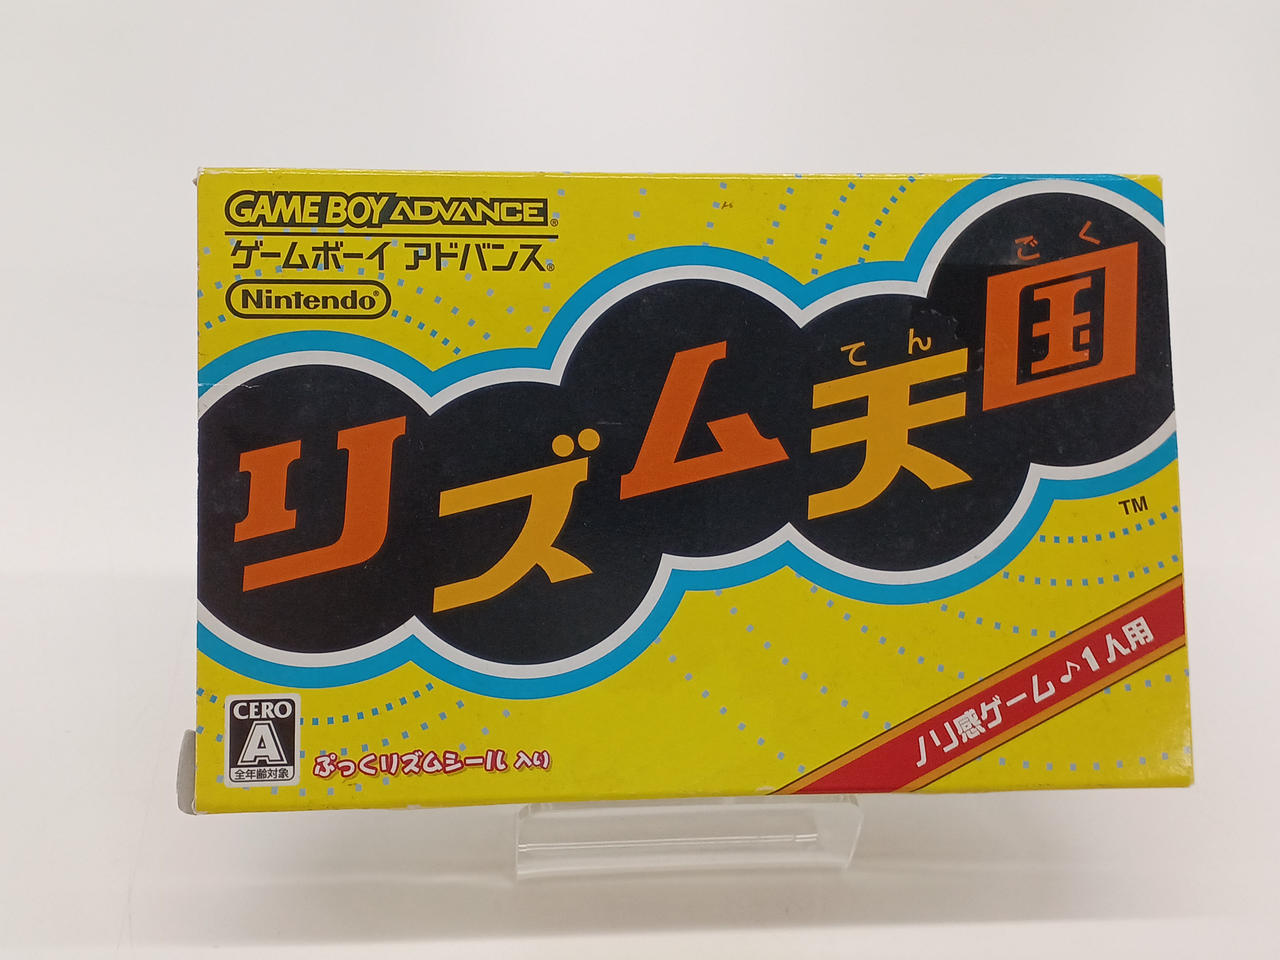 GAME BOY ADVANCE®
ゲームボーイ アドバンス®
Nintendo®
リズム天国
てんごく
TM
ノリ感ゲーム♪1人用
CERO
A
全年齢対象
ぷっくリズムシール 入り